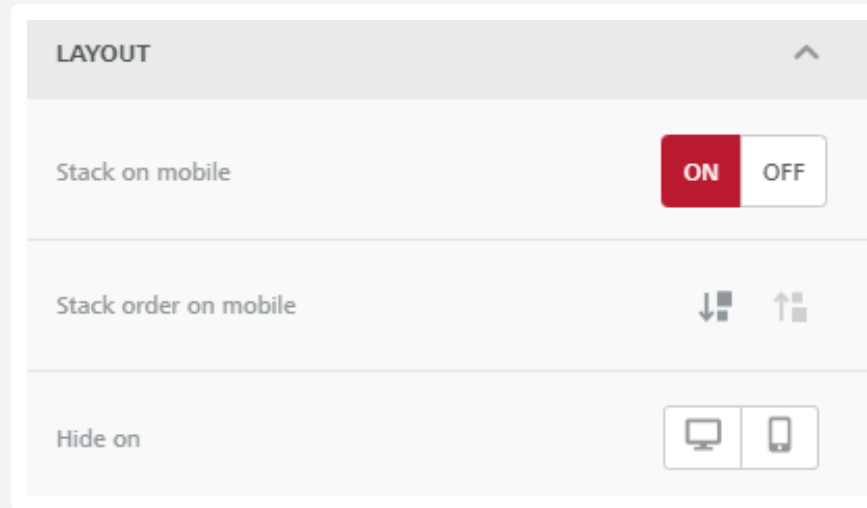 LAYOUT
Stack on mobile
ON OFF
Stack order on mobile
Hide on